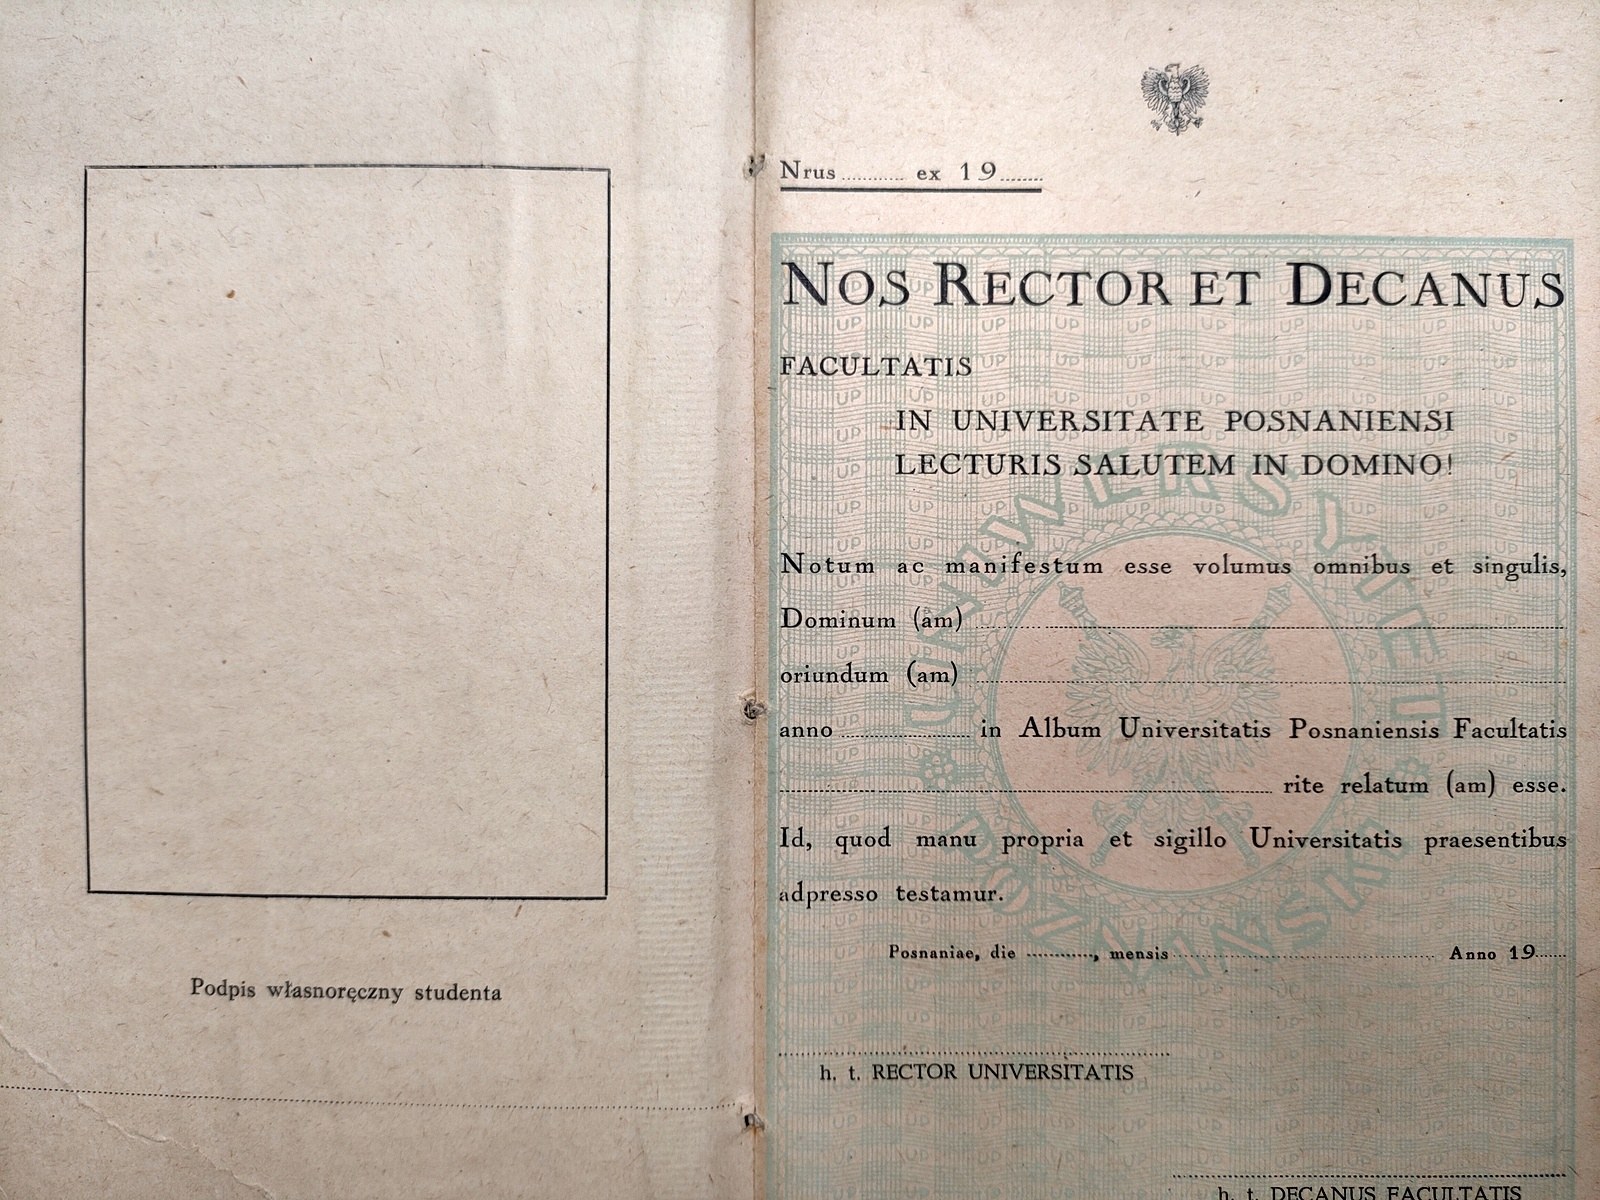 Podpis własnoręczny studenta
Nrus ............ ex 19........
NOS RECTOR ET DECANUS
FACULTATIS
IN UNIVERSITATE POSNANIENSI
LECTURIS SALUTEM IN DOMINO!
Notum ac manifestum esse volumus omnibus et singulis,
Dominum (am) ............
oriundum (am) ............
anno ............ in Album Universitatis Posnaniensis Facultatis
............ rite relatum (am) esse.
Id, quod manu propria et sigillo Universitatis praesentibus
adpresso testamur.
Posnaniae, die ............, mensis ............ Anno 19......
h. t. RECTOR UNIVERSITATIS
h. t. DECANUS FACULTATIS
UNIWERSYTET POZNAŃSKI
UP